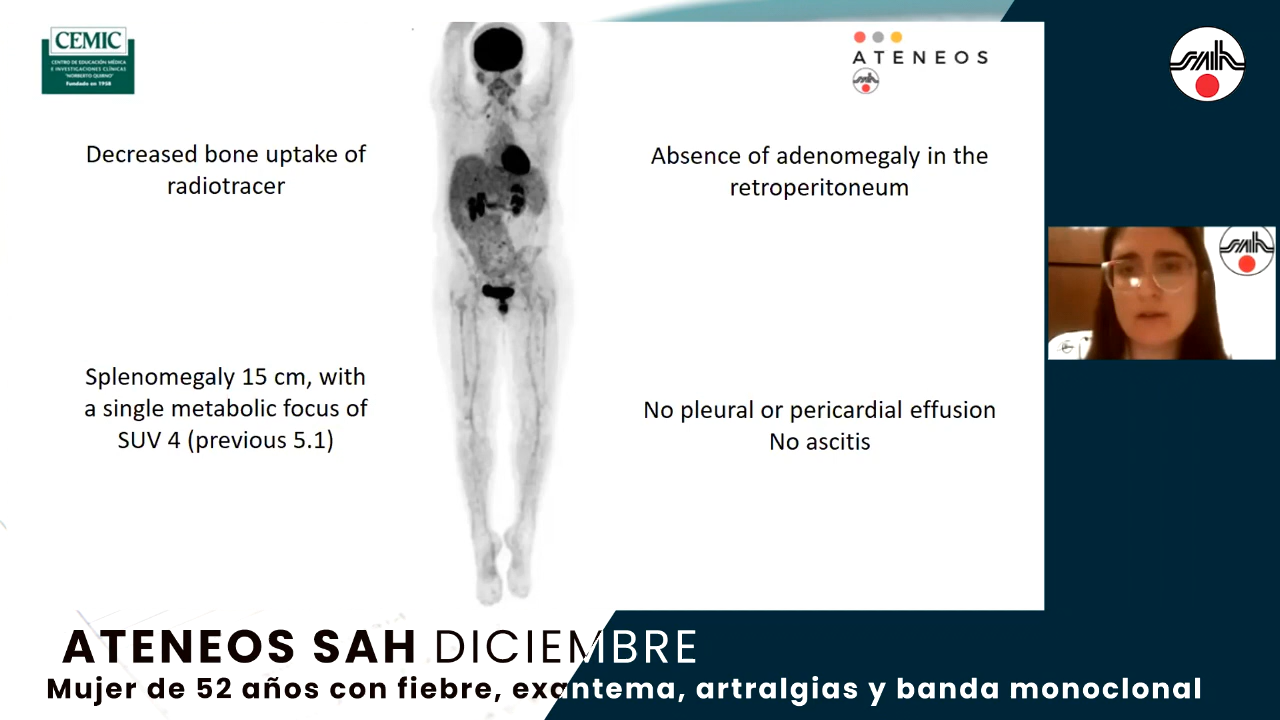 CEMIC
CENTRO DE EDUCACIÓN MÉDICA
E INVESTIGACIONES CLÍNICAS
"NORBERTO QUIRNO"
Fundado en 1958
ATENEOS
smh
Decreased bone uptake of
radiotracer
Absence of adenomegaly in the
retroperitoneum
Splenomegaly 15 cm, with
a single metabolic focus of
SUV 4 (previous 5.1)
No pleural or pericardial effusion
No ascitis
ATENEOS SAH DICIEMBRE
Mujer de 52 años con fiebre, exantema, artralgias y banda monoclonal